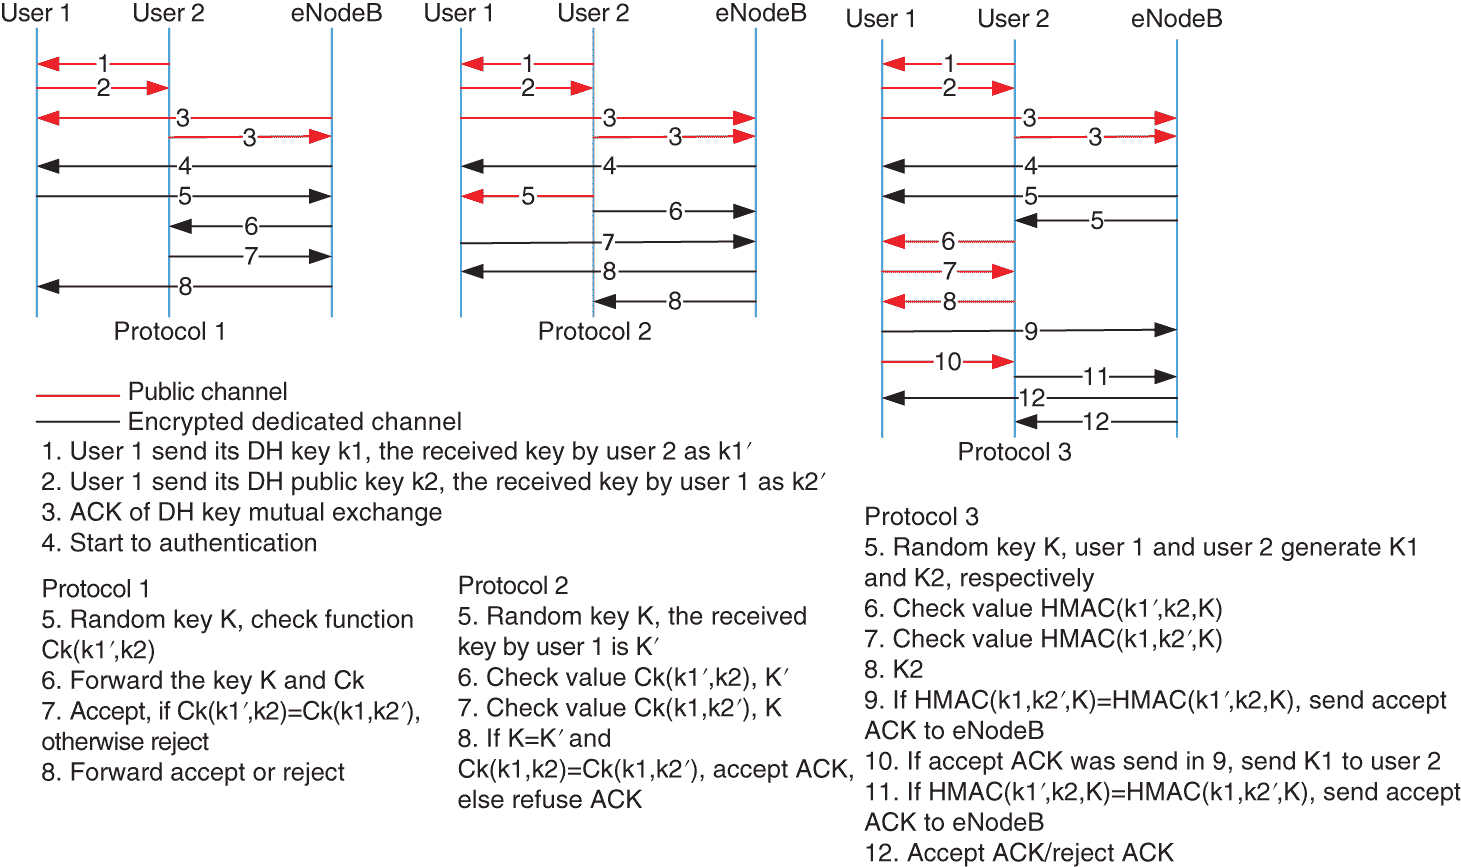 User 1 User 2 eNodeB
1
2
3
3
4
5
6
7
8
Protocol 1
User 1 User 2 eNodeB
1
2
3
3
4
5
6
7
8
8
Protocol 2
User 1 User 2 eNodeB
1
2
3
3
4
5
5
6
7
8
9
10
11
12
12
Protocol 3
Public channel
Encrypted dedicated channel
1. User 1 send its DH key k1, the received key by user 2 as k1′
2. User 1 send its DH public key k2, the received key by user 1 as k2′
3. ACK of DH key mutual exchange
4. Start to authentication
Protocol 1
5. Random key K, check function
Ck(k1′,k2)
6. Forward the key K and Ck
7. Accept, if Ck(k1′,k2)=Ck(k1,k2′),
otherwise reject
8. Forward accept or reject
Protocol 2
5. Random key K, the received
key by user 1 is K′
6. Check value Ck(k1′,k2), K′
7. Check value Ck(k1,k2′), K
8. If K=K′ and
Ck(k1,k2)=Ck(k1,k2′), accept ACK,
else refuse ACK
Protocol 3
5. Random key K, user 1 and user 2 generate K1
and K2, respectively
6. Check value HMAC(k1′,k2,K)
7. Check value HMAC(k1,k2′,K)
8. K2
9. If HMAC(k1,k2′,K)=HMAC(k1′,k2,K), send accept
ACK to eNodeB
10. If accept ACK was send in 9, send K1 to user 2
11. If HMAC(k1′,k2,K)=HMAC(k1,k2′,K), send accept
ACK to eNodeB
12. Accept ACK/reject ACK